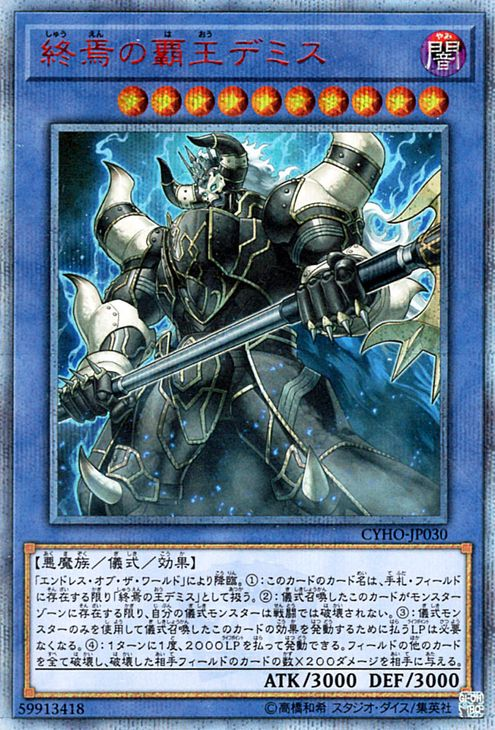 終焉の覇王デミス
闇
CYHO-JP030
【悪魔族／儀式／効果】
「エンドレス・オブ・ザ・ワールド」により降臨。①：このカードのカード名は、手札・フィールド
に存在する限り「終焉の王デミス」として扱う。②：儀式召喚したこのカードがモンスター
ゾーンに存在する限り、自分の儀式モンスターは戦闘では破壊されない。③：儀式モン
スターのみを使用して儀式召喚したこのカードの効果を発動するために払うLPは必要
なくなる。④：1ターンに1度、2000LPを払って発動できる。フィールドの他のカード
を全て破壊し、破壊した相手フィールドのカードの数×200ダメージを相手に与える。
ATK/3000 DEF/3000
59913418
©高橋和希 スタジオ・ダイス/集英社